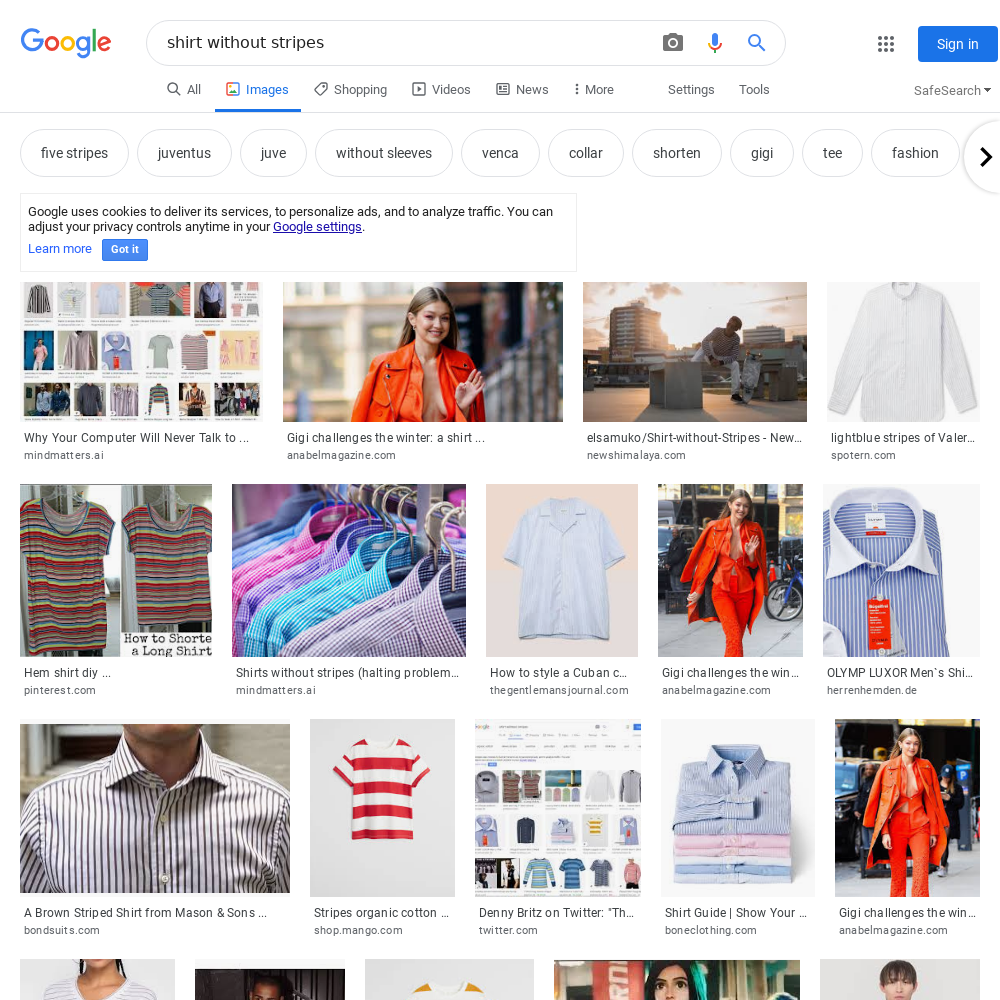 Google
shirt without stripes
Sign in
All
Images
Shopping
Videos
News
More
Settings
Tools
SafeSearch
five stripes
juventus
juve
without sleeves
venca
collar
shorten
gigi
tee
fashion
Google uses cookies to deliver its services, to personalize ads, and to analyze traffic. You can
adjust your privacy controls anytime in your Google settings.
Learn more
Got it
Why Your Computer Will Never Talk to ...
mindmatters.ai
Gigi challenges the winter: a shirt ...
anabelmagazine.com
elsamuko/Shirt-without-Stripes - New...
newshimalaya.com
lightblue stripes of Valer...
spotern.com
How to Shorte
a Long Shirt
Hem shirt diy ...
pinterest.com
Shirts without stripes (halting problem...
mindmatters.ai
How to style a Cuban c...
thegentlemansjournal.com
Gigi challenges the win...
anabelmagazine.com
OLYMP LUXOR Men`s Shi...
herrenhemden.de
A Brown Striped Shirt from Mason & Sons ...
bondsuits.com
Stripes organic cotton ...
shop.mango.com
Denny Britz on Twitter: "Th...
twitter.com
Shirt Guide | Show Your ...
boneclothing.com
Gigi challenges the win...
anabelmagazine.com